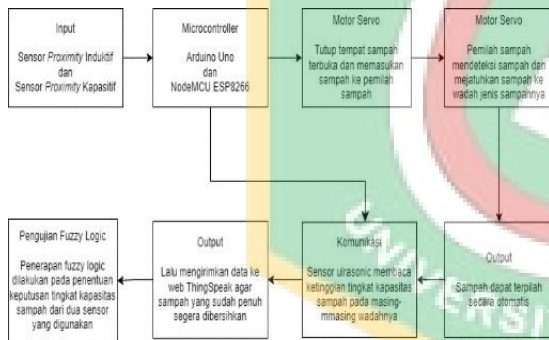 Input
Sensor Proximity Induktif
dan
Sensor Proximity Kapasitif
Microcontroller
Arduino Uno
dan
NodeMCU ESP8266
Motor Servo
Tutup tempat sampah
terbuka dan memasukan
sampah ke pemilah
sampah
Motor Servo
Pemilah sampah
mendeteksi sampah dan
mejatuhkan sampah ke
wadah jenis sampahnya
Pengujian Fuzzy Logic
Penerapan fuzzy logic
dilakukan pada penentuan
keputusan tingkat kapasitas
sampah dari dua sensor
yang digunakan
Output
Lalu mengirimkan data ke
web ThingSpeak agar
sampah yang sudah penuh
segera dibersihkan
Komunikasi
Sensor ulrasonic membaca
ketinggian tingkat kapasitas
sampah pada masing-
mmasing wadahnya
Output
Sampah dapat terpilah
secara otomatis
UNIVERSI